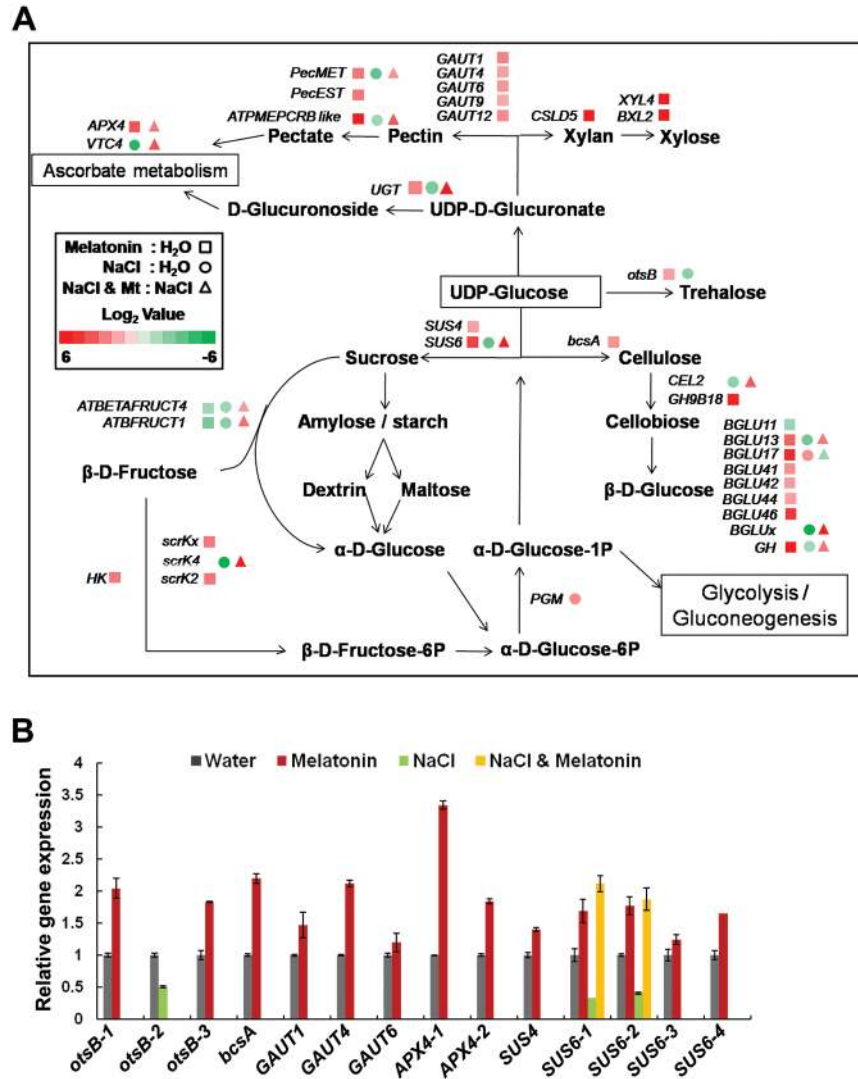 A
PecMET
PecEST
ATPMEPCRB like
GAUT1
GAUT4
GAUT6
GAUT9
GAUT12
APX4
VTC4
CSLD5
XYL4
BXL2
Pectate
Pectin
Xylan
Xylose
Ascorbate metabolism
UGT
D-Glucuronoside
UDP-D-Glucuronate
Melatonin : H₂O
NaCl : H₂O
NaCl & Mt : NaCl
Log₂ Value
6
-6
UDP-Glucose
otsB
Trehalose
SUS4
SUS6
bcsA
Sucrose
Cellulose
CEL2
GH9B18
ATBETAFRUCT4
ATBFRUCT1
Amylose / starch
Cellobiose
BGLU11
BGLU13
BGLU17
BGLU41
BGLU42
BGLU44
BGLU46
BGLUx
GH
β-D-Fructose
Dextrin
Maltose
β-D-Glucose
scrKx
scrK4
scrK2
HK
α-D-Glucose
α-D-Glucose-1P
PGM
Glycolysis /
Gluconeogenesis
β-D-Fructose-6P
α-D-Glucose-6P
B
Water
Melatonin
NaCl
NaCl & Melatonin
Relative gene expression
4
3.5
3
2.5
2
1.5
1
0.5
0
otsB-1
otsB-2
otsB-3
bcsA
GAUT1
GAUT4
GAUT6
APX4-1
APX4-2
SUS4
SUS6-1
SUS6-2
SUS6-3
SUS6-4